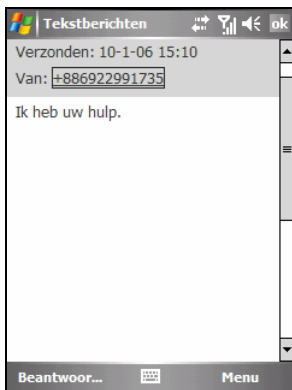 Tekstberichten ok
Verzonden: 10-1-06 15:10
Van: +886922991735
Ik heb uw hulp.
Beantwoor... Menu